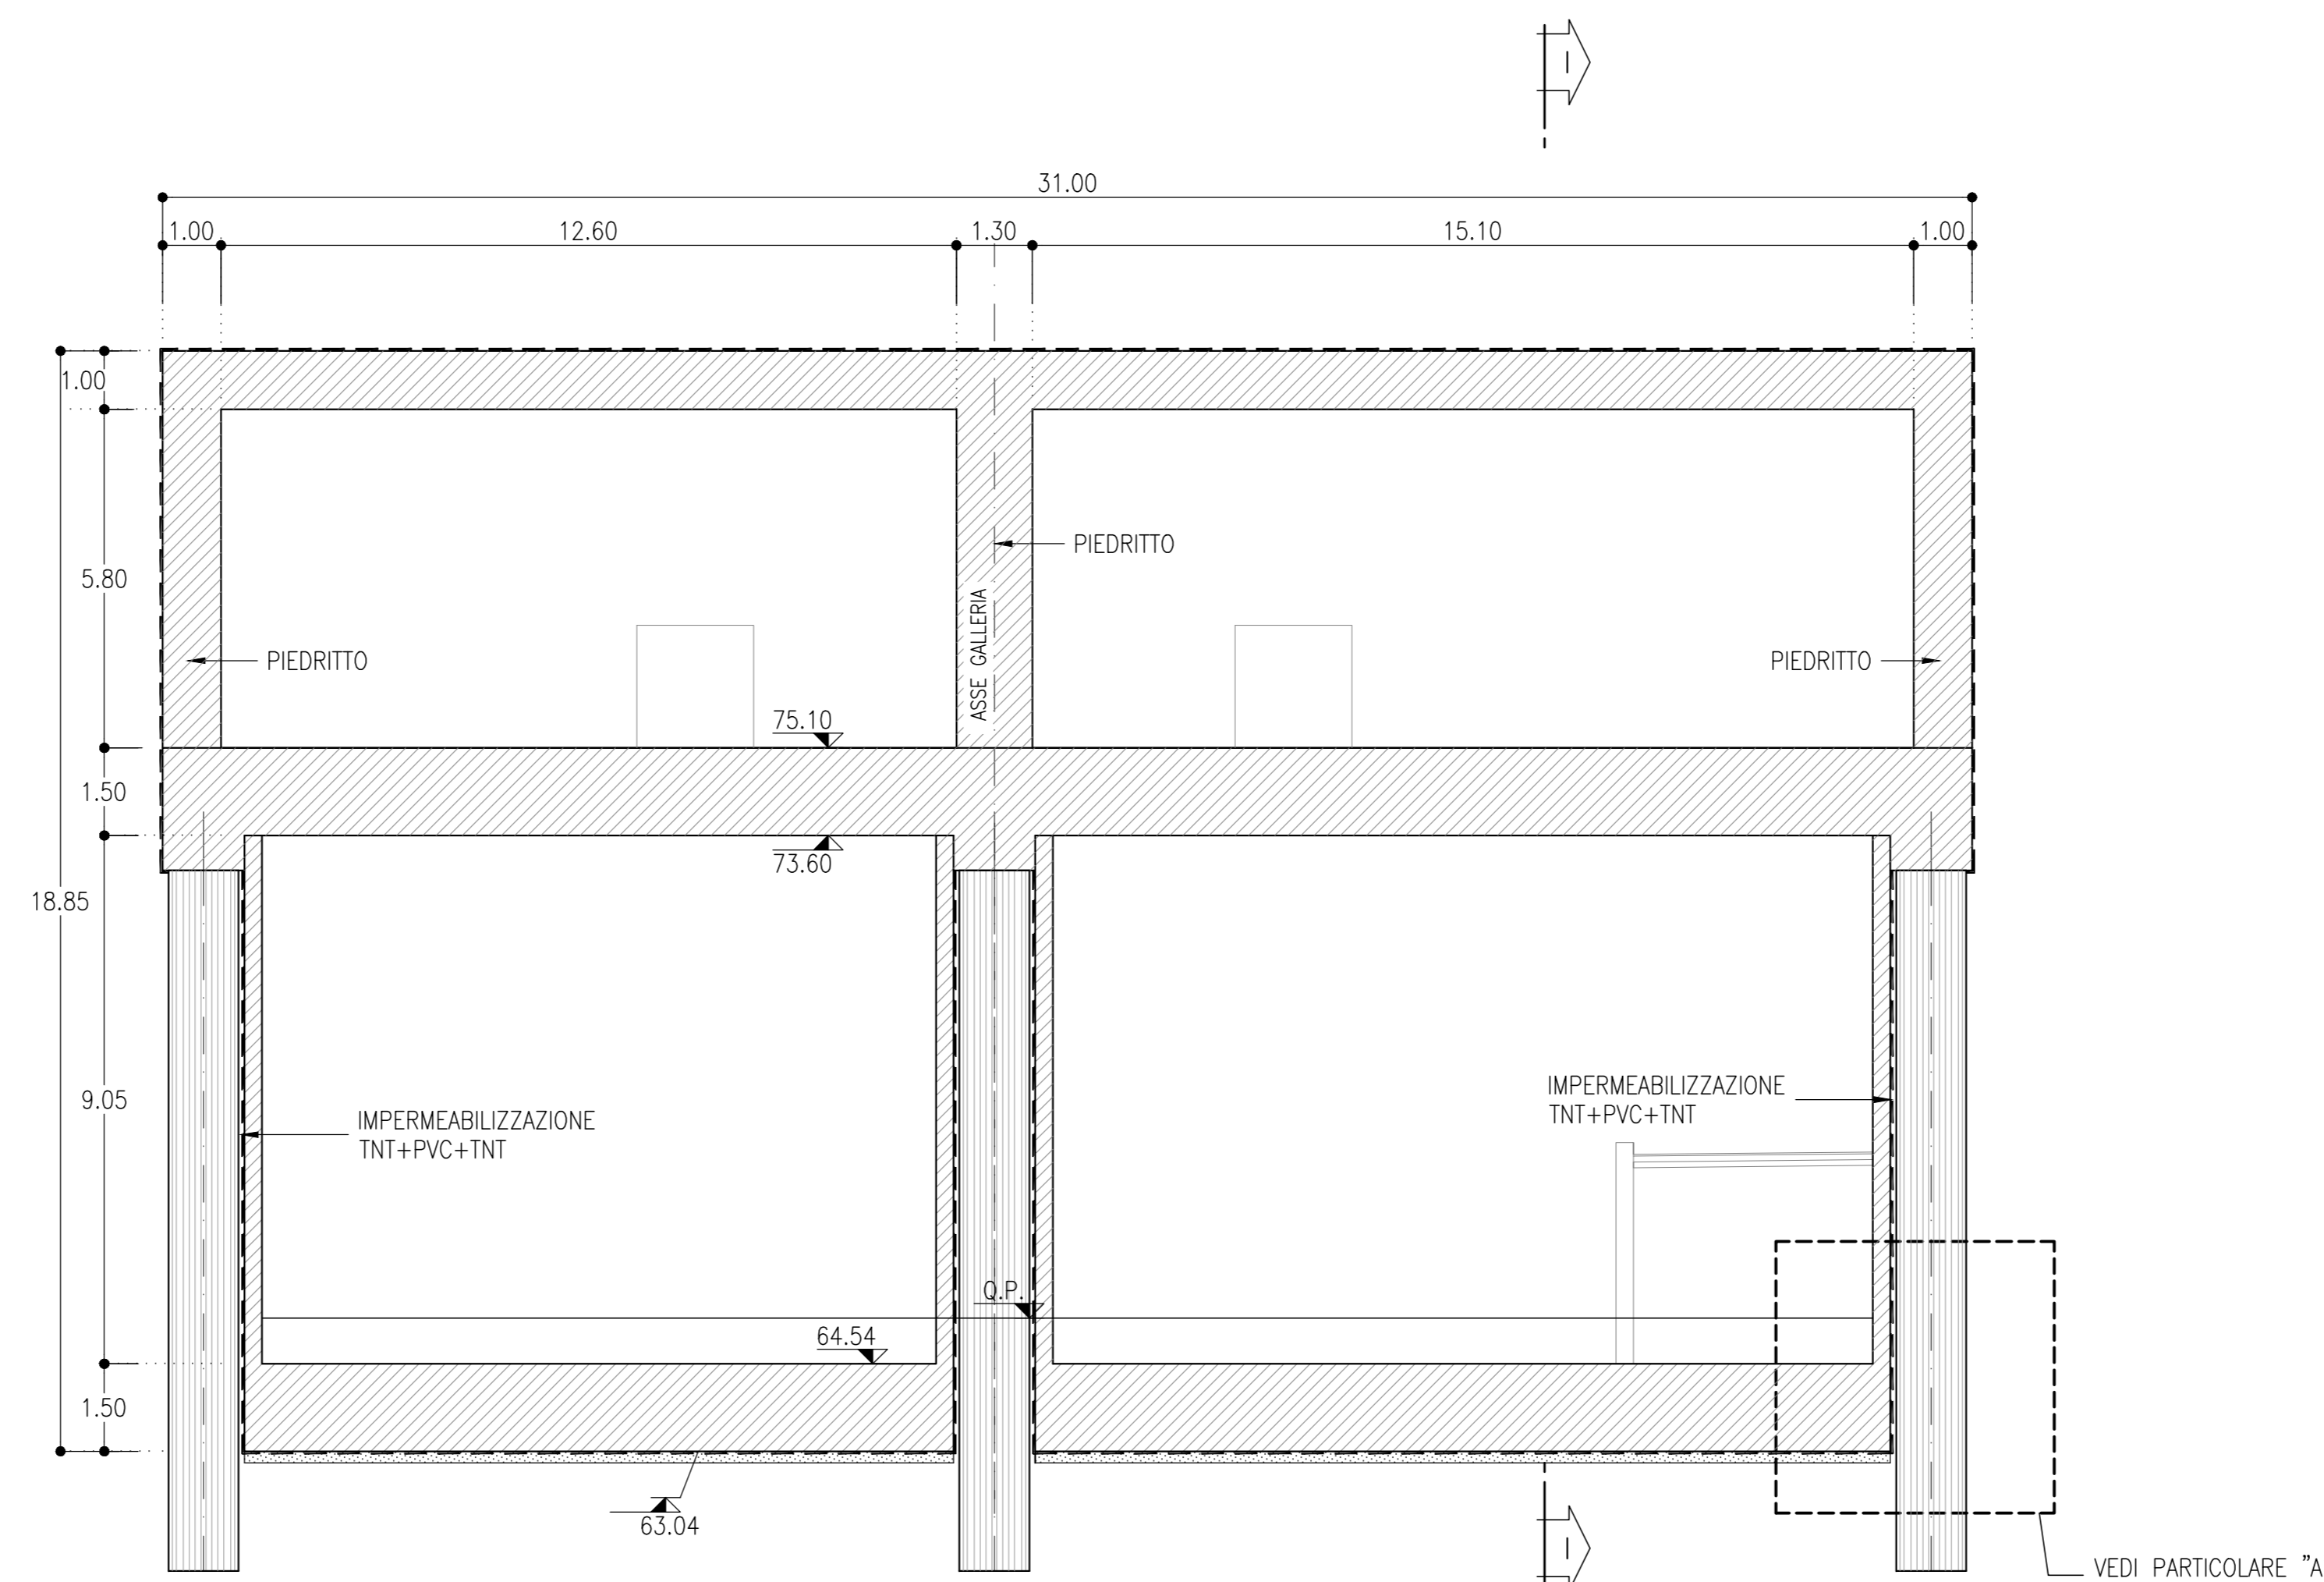 I
31.00
1.00
12.60
1.30
15.10
1.00
1.00
5.80
1.50
18.85
9.05
1.50
PIEDRITTO
PIEDRITTO
PIEDRITTO
ASSE GALLERIA
75.10
73.60
IMPERMEABILIZZAZIONE
TNT+PVC+TNT
IMPERMEABILIZZAZIONE
TNT+PVC+TNT
Q.P.
64.54
63.04
I
VEDI PARTICOLARE "A